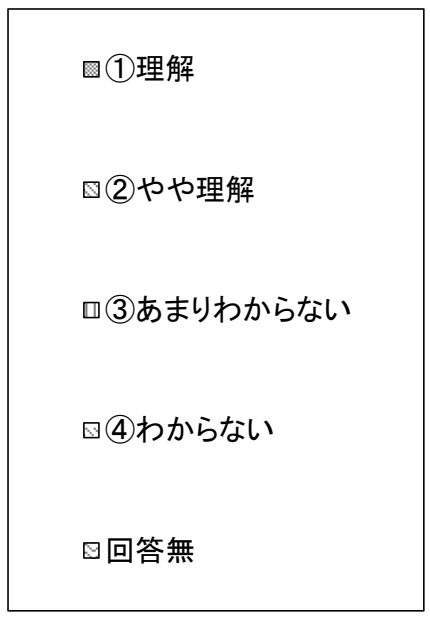 ①理解
②やや理解
③あまりわからない
④わからない
回答無